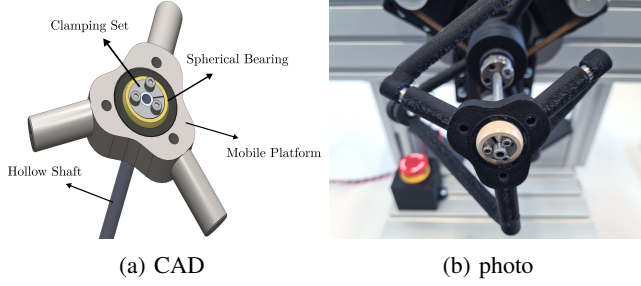 Clamping Set
Spherical Bearing
Mobile Platform
Hollow Shaft
(a) CAD
(b) photo